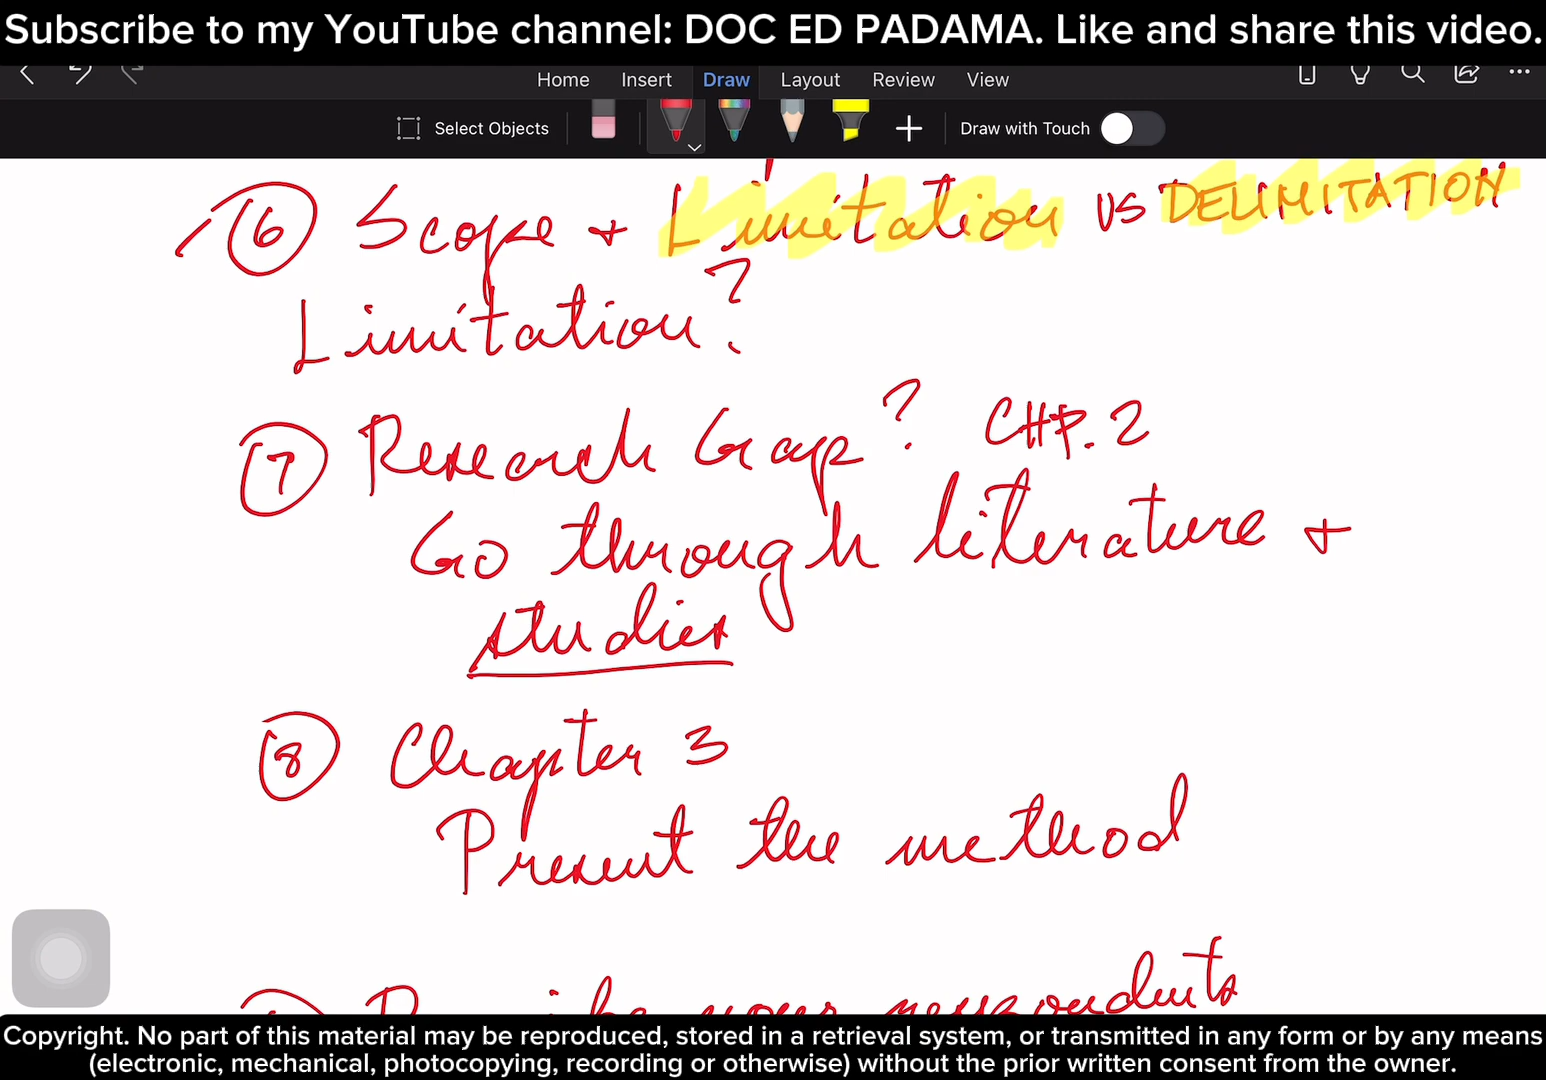 Subscribe to my YouTube channel: DOC ED PADAMA. Like and share this video.
Home Insert Draw Layout Review View
Select Objects Draw with Touch
6 Scope + Limitation vs DELIMITATION
Limitation?
7 Research Gap? CHP. 2
Go through literature +
studies
8 Chapter 3
Present the method
your respondents
Copyright. No part of this material may be reproduced, stored in a retrieval system, or transmitted in any form or by any means
(electronic, mechanical, photocopying, recording or otherwise) without the prior written consent from the owner.